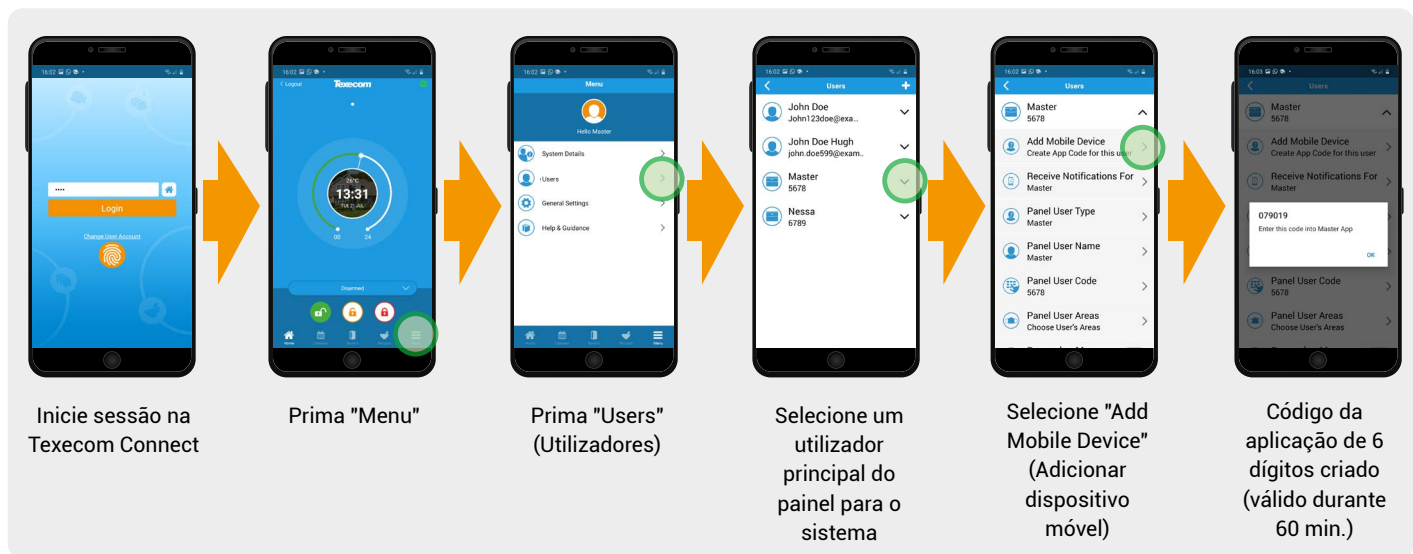 16:02
....
Login
Change User Account
Inicie sessão na
Texecom Connect
16:02
< Logout
Texecom
26°C
13:31
TUE 21 JUL
00 24
Disarmed
Home
Menu
Prima "Menu"
16:02
Menu
Hello Master
System Details
Users
General Settings
Help & Guidance
Menu
Prima "Users"
(Utilizadores)
16:02
Users
John Doe
John123doe@exa..
John Doe Hugh
john.doe599@exam..
Master
5678
Nessa
6789
Selecione um
utilizador
principal do
painel para o
sistema
16:02
Users
Master
5678
Add Mobile Device
Create App Code for this user
Receive Notifications For
Master
Panel User Type
Master
Panel User Name
Master
Panel User Code
5678
Panel User Areas
Choose User's Areas
Selecione "Add
Mobile Device"
(Adicionar
dispositivo
móvel)
16:03
Users
Master
5678
Add Mobile Device
Create App Code for this user
Receive Notifications For
Master
079019
Enter this code into Master App
OK
Panel User Code
5678
Panel User Areas
Choose User's Areas
Código da
aplicação de 6
dígitos criado
(válido durante
60 min.)